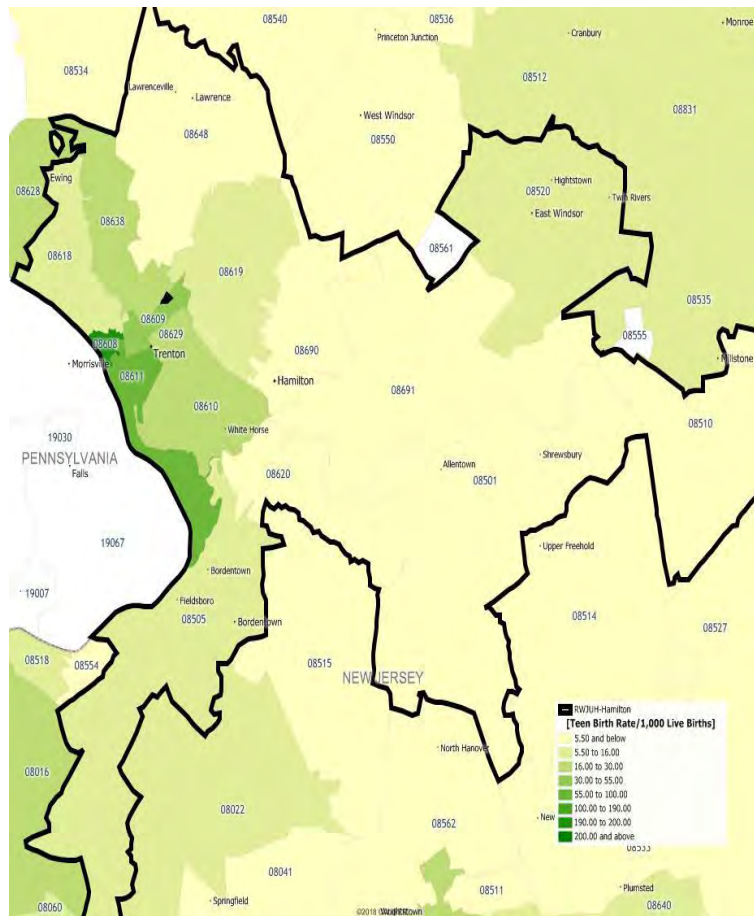 08540
08536
Princeton Junction
Cranbury
Monroe
08534
Lawrenceville
Lawrence
08512
08831
08648
West Windsor
08550
Ewing
08628
08638
Hightstown
08520
Twin Rivers
East Windsor
08618
08561
08619
08535
08609
08629
08555
08608
Trenton
08690
Morrisville
Millstone
08611
Hamilton
08691
08610
08510
White Horse
19030
PENNSYLVANIA
Falls
Shrewsbury
Allentown
08620
08501
19067
Upper Freehold
Bordentown
19007
Fieldsboro
08505
Bordentown
08514
08527
08518
08554
08515
NEW JERSEY
RWJUH-Hamilton
[Teen Birth Rate/1,000 Live Births]
5.50 and below
5.50 to 16.00
16.00 to 30.00
30.00 to 55.00
55.00 to 100.00
100.00 to 190.00
190.00 to 200.00
200.00 and above
North Hanover
08016
08022
08562
New
08533
08041
08511
Plumsted
Springfield
08060
08640
©2018
Wrightstown